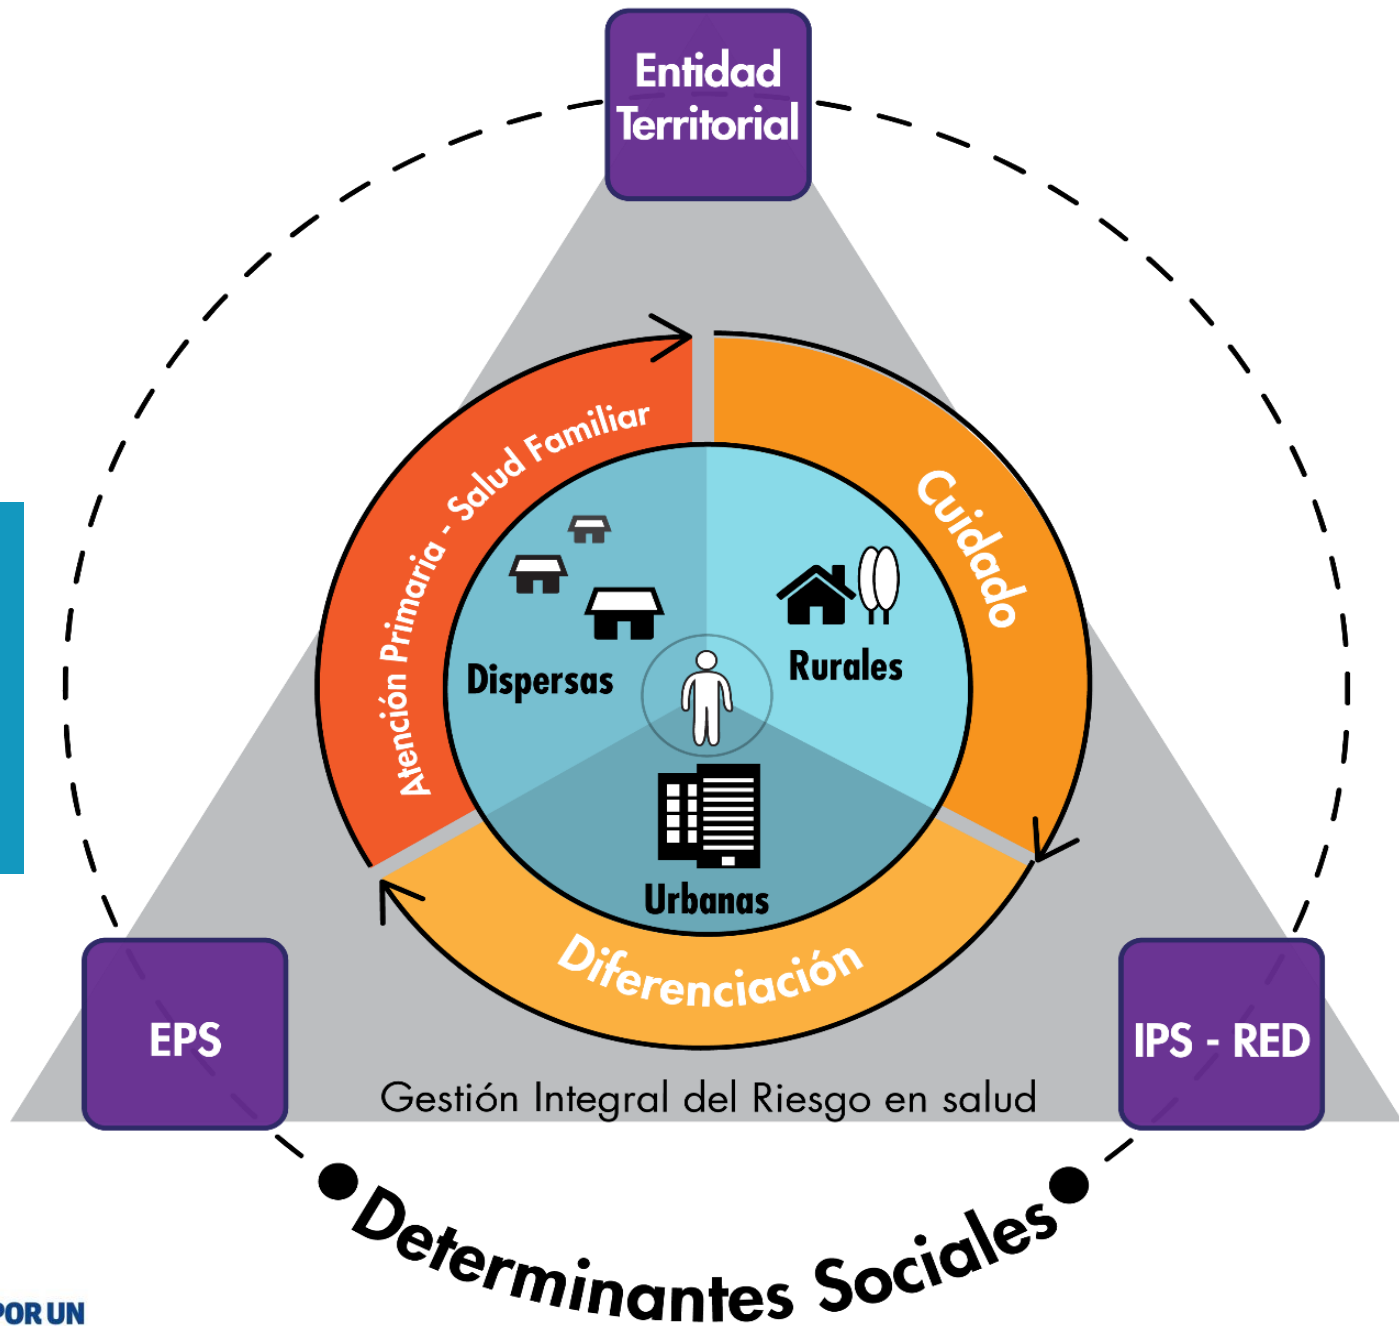 Entidad
Territorial
Atención Primaria - Salud Familiar
Cuidado
Dispersas
Rurales
Urbanas
Diferenciación
EPS
IPS - RED
Gestión Integral del Riesgo en salud
Determinantes Sociales
POR UN